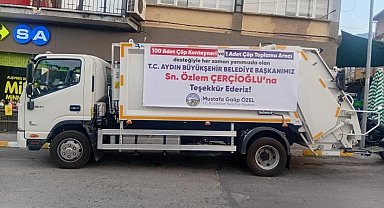 SA
Mini
100 Adet Çöp Konteyneri ve 1 Adet Çöp Toplama Aracı
desteğiyle her zaman yanımızda olan
T.C. AYDIN BÜYÜKŞEHİR BELEDİYE BAŞKANIMIZ
Sn. Özlem ÇERÇİOĞLU'na
Teşekkür Ederiz!
Mustafa Galip ÖZEL